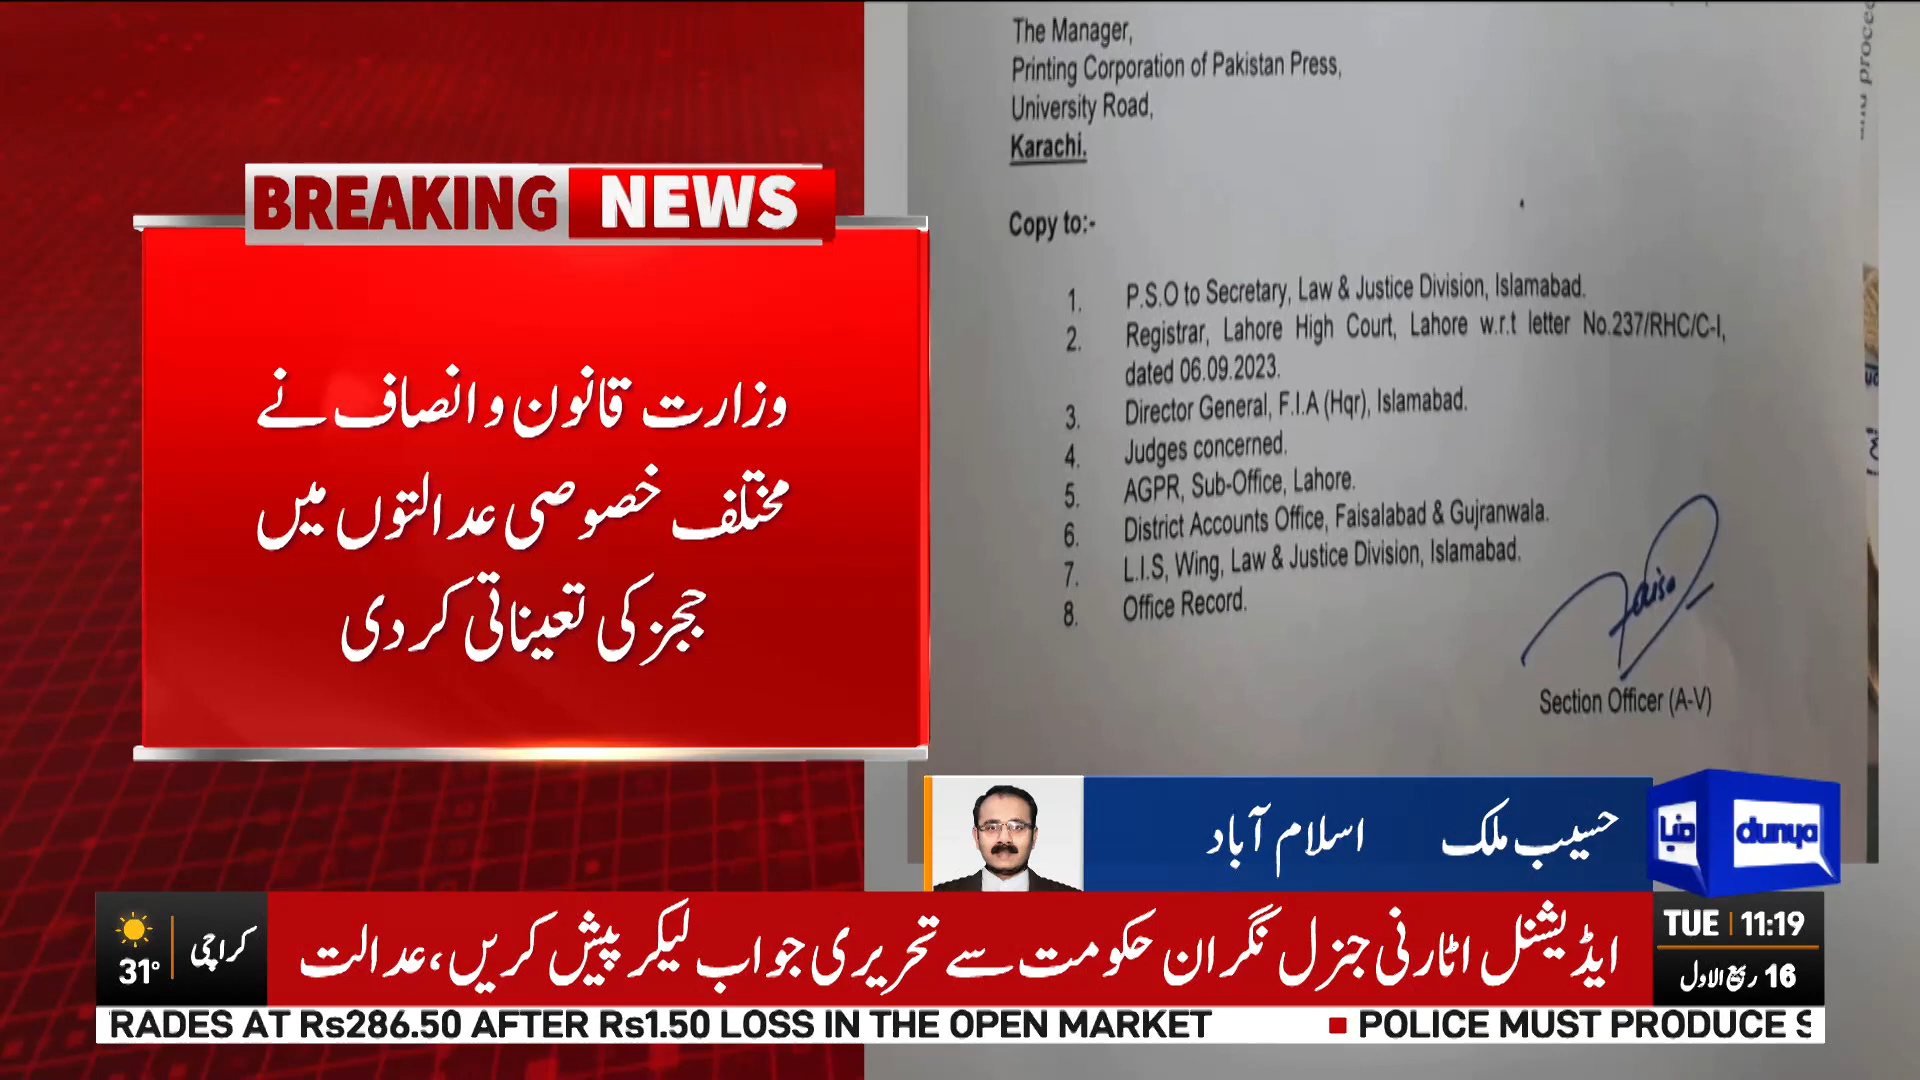 BREAKING NEWS
وزارت قانون و انصاف نے
مختلف خصوصی عدالتوں میں
ججز کی تعیناتی کر دی
The Manager,
Printing Corporation of Pakistan Press,
University Road,
Karachi.
Copy to:-
1. P.S.O to Secretary, Law & Justice Division, Islamabad.
2. Registrar, Lahore High Court, Lahore w.r.t letter No.237/RHC/C-I,
dated 06.09.2023.
3. Director General, F.I.A (Hqr), Islamabad.
4. Judges concerned.
5. AGPR, Sub-Office, Lahore.
6. District Accounts Office, Faisalabad & Gujranwala.
7. L.I.S, Wing, Law & Justice Division, Islamabad.
8. Office Record.
Section Officer (A-V)
حسیب ملک اسلام آباد
دنیا dunya
ایڈیشنل اٹارنی جنرل نگران حکومت سے تحریری جواب لیکر پیش کریں، عدالت
کراچی
31°
TUE 11:19
16 ربیع الاول
RADES AT Rs286.50 AFTER Rs1.50 LOSS IN THE OPEN MARKET
POLICE MUST PRODUCE S